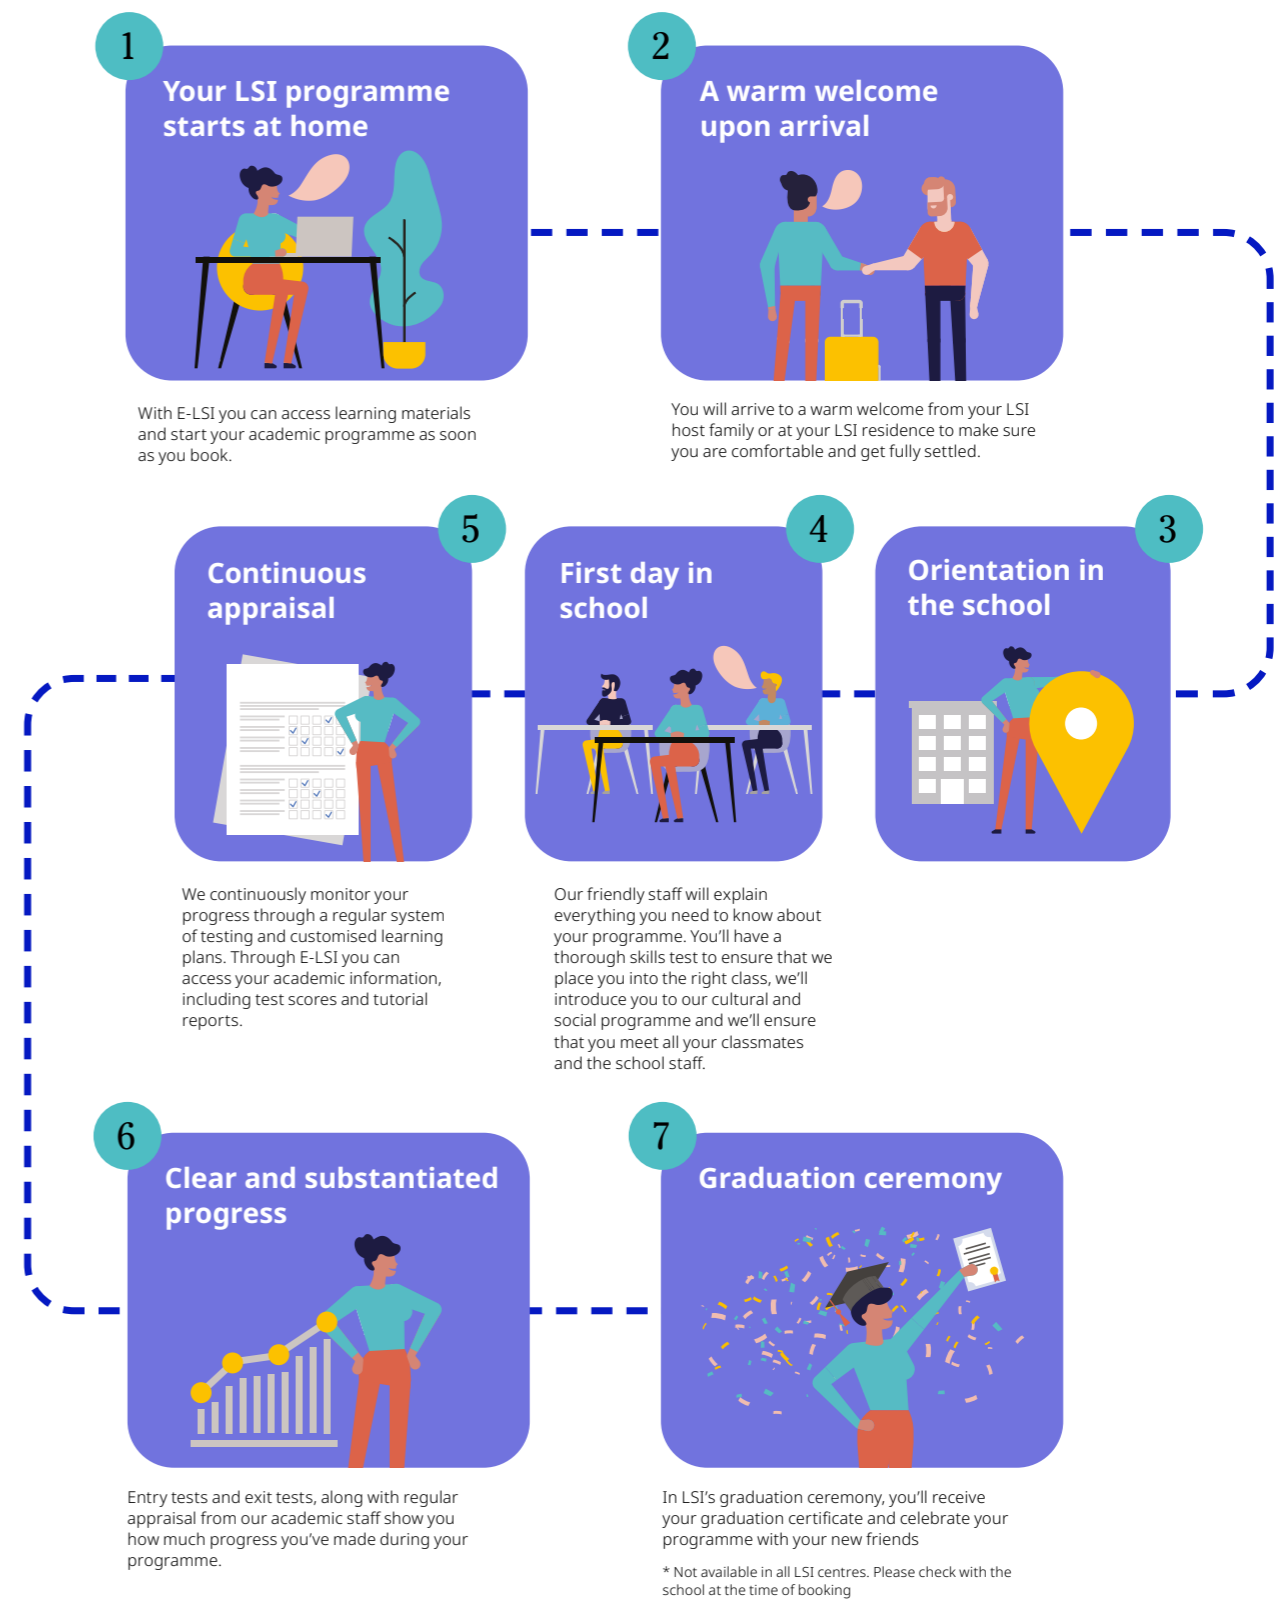 1
Your LSI programme
starts at home
With E-LSI you can access learning materials
and start your academic programme as soon
as you book.
2
A warm welcome
upon arrival
You will arrive to a warm welcome from your LSI
host family or at your LSI residence to make sure
you are comfortable and get fully settled.
3
Orientation in
the school
4
First day in
school
Our friendly staff will explain
everything you need to know about
your programme. You’ll have a
thorough skills test to ensure that we
place you into the right class, we’ll
introduce you to our cultural and
social programme and we’ll ensure
that you meet all your classmates
and the school staff.
5
Continuous
appraisal
We continuously monitor your
progress through a regular system
of testing and customised learning
plans. Through E-LSI you can
access your academic information,
including test scores and tutorial
reports.
6
Clear and substantiated
progress
Entry tests and exit tests, along with regular
appraisal from our academic staff show you
how much progress you’ve made during your
programme.
7
Graduation ceremony
In LSI’s graduation ceremony, you’ll receive
your graduation certificate and celebrate your
programme with your new friends
* Not available in all LSI centres. Please check with the
school at the time of booking